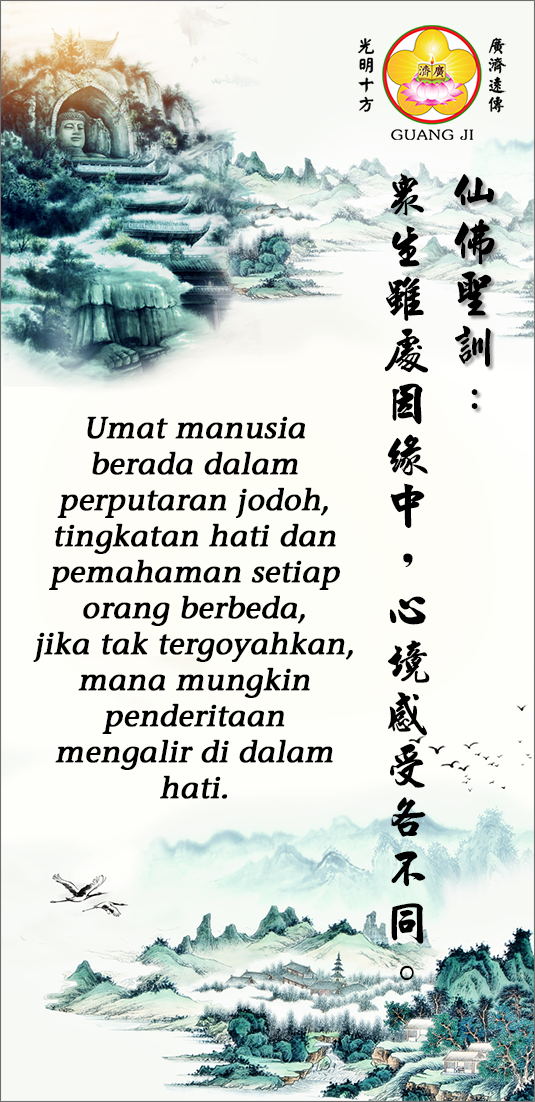 廣濟遠傳
光明十方
廣濟
GUANG JI
仙佛聖訓：
衆生雖處因緣中，心境感受各不同。
Umat manusia
berada dalam
perputaran jodoh,
tingkatan hati dan
pemahaman setiap
orang berbeda,
jika tak tergoyahkan,
mana mungkin
penderitaan
mengalir di dalam
hati.